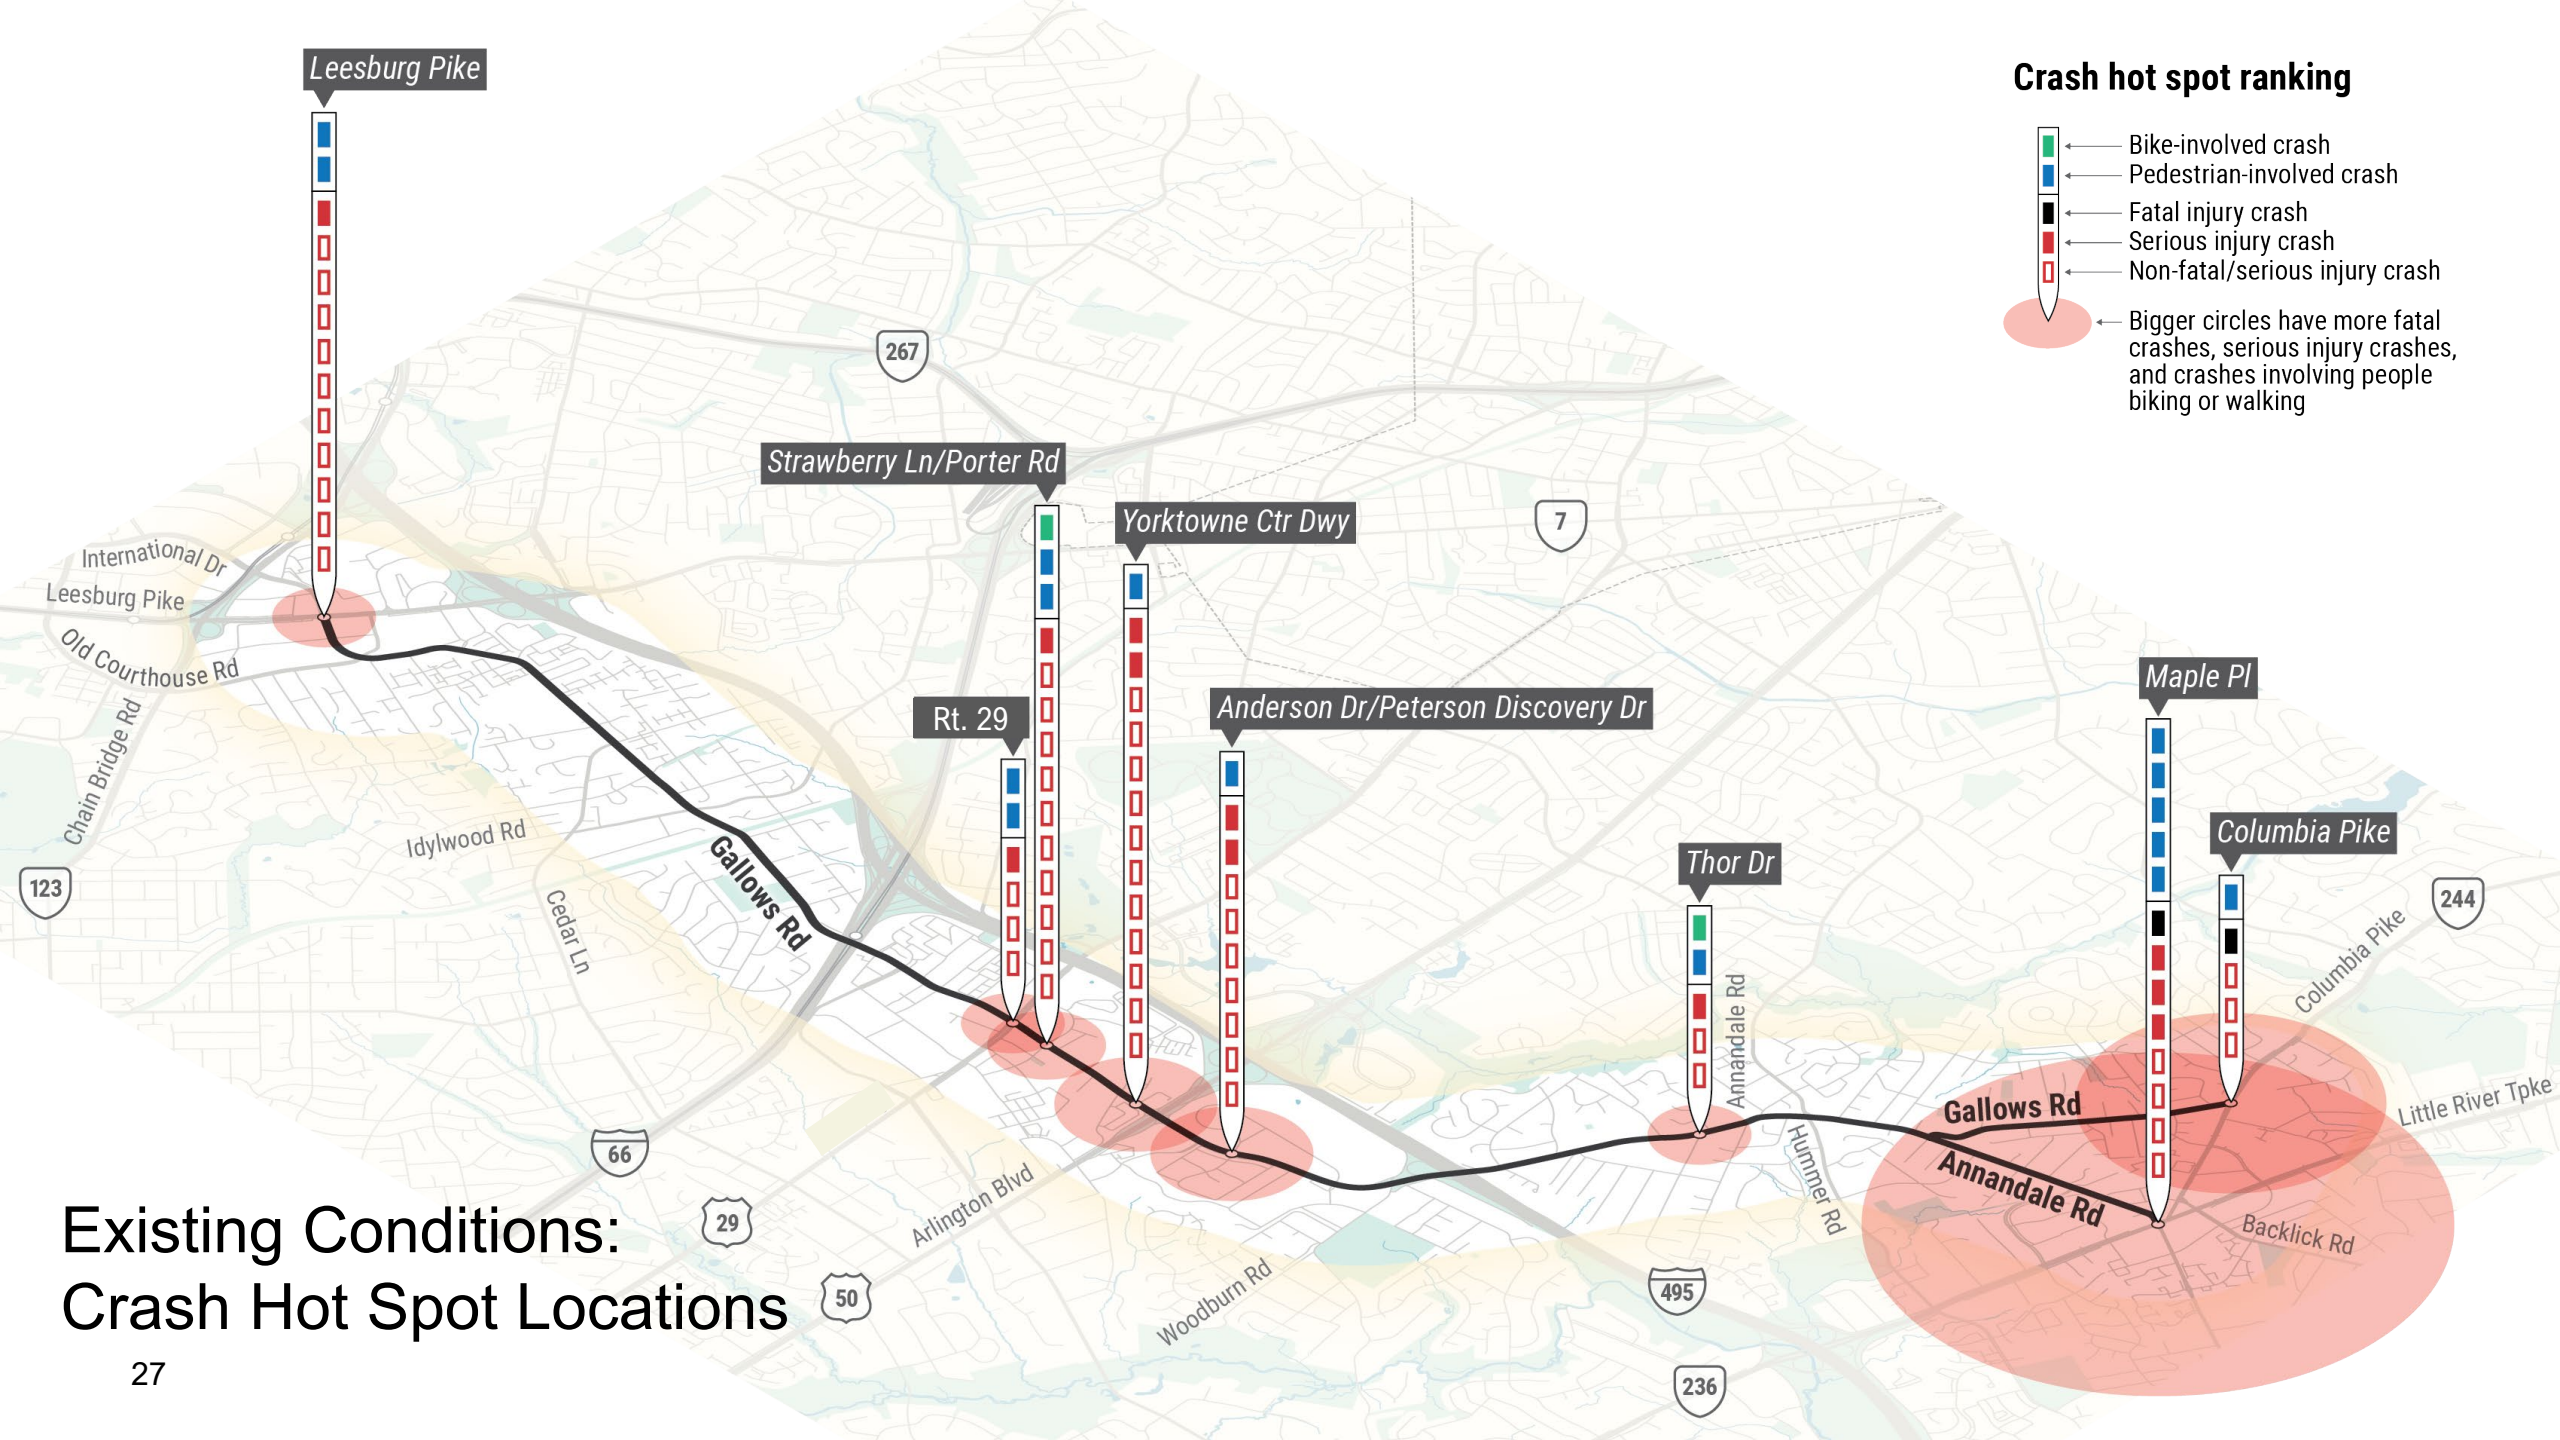 Leesburg Pike
Crash hot spot ranking
Bike-involved crash
Pedestrian-involved crash
Fatal injury crash
Serious injury crash
Non-fatal/serious injury crash
Bigger circles have more fatal
crashes, serious injury crashes,
and crashes involving people
biking or walking
267
Strawberry Ln/Porter Rd
Yorktowne Ctr Dwy
7
International Dr
Leesburg Pike
Old Courthouse Rd
Chain Bridge Rd
Rt. 29
Anderson Dr/Peterson Discovery Dr
Maple Pl
Columbia Pike
Thor Dr
Idylwood Rd
Gallows Rd
123
Cedar Ln
244
Columbia Pike
Annandale Rd
Gallows Rd
Little River Tpke
Annandale Rd
Hummer Rd
Backlick Rd
66
29
50
Arlington Blvd
Woodburn Rd
495
236
Existing Conditions:
Crash Hot Spot Locations
27